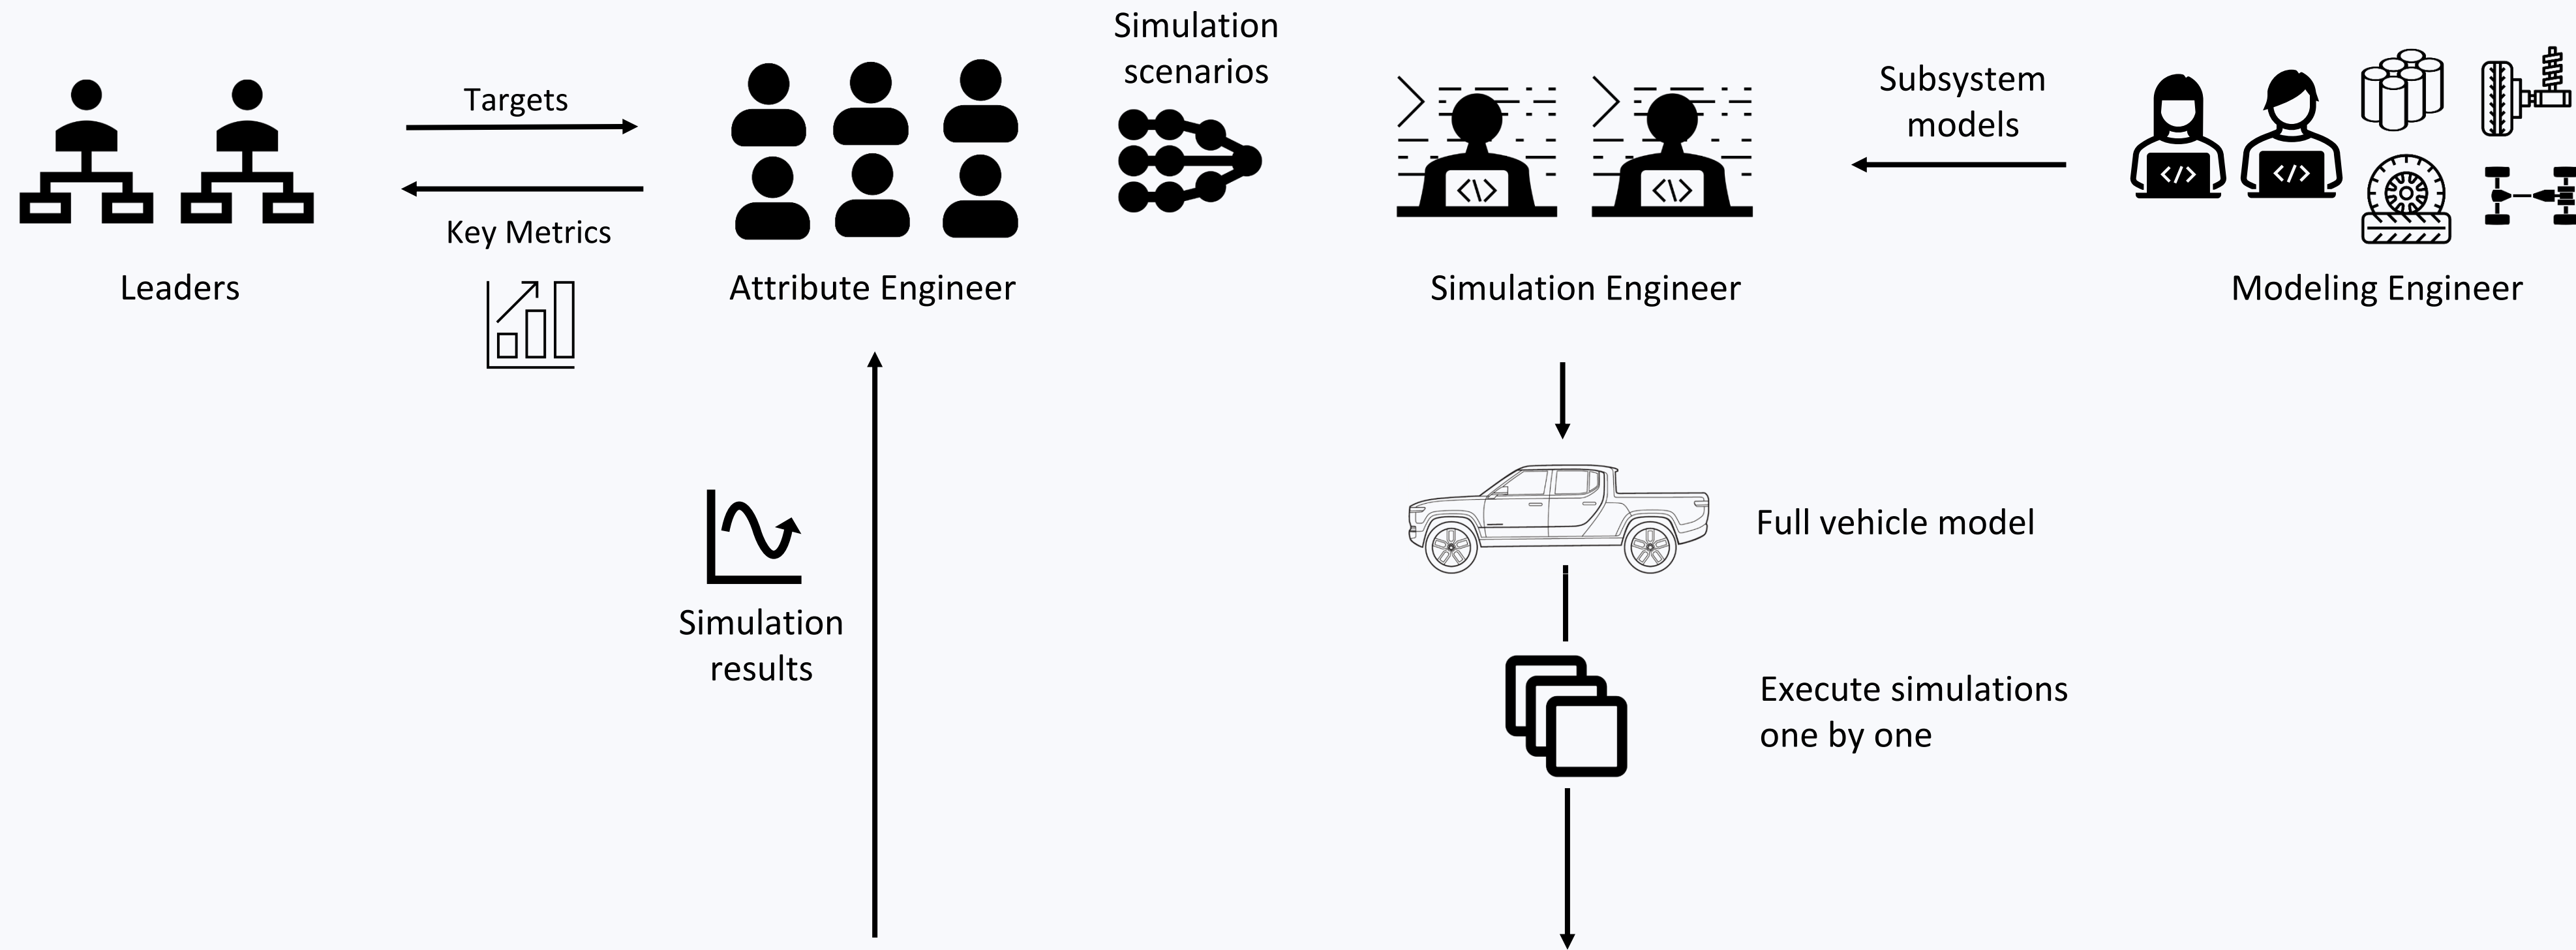 Simulation
scenarios
Targets
Key Metrics
Subsystem
models
Leaders
Attribute Engineer
Simulation Engineer
Modeling Engineer
Full vehicle model
Simulation
results
Execute simulations
one by one